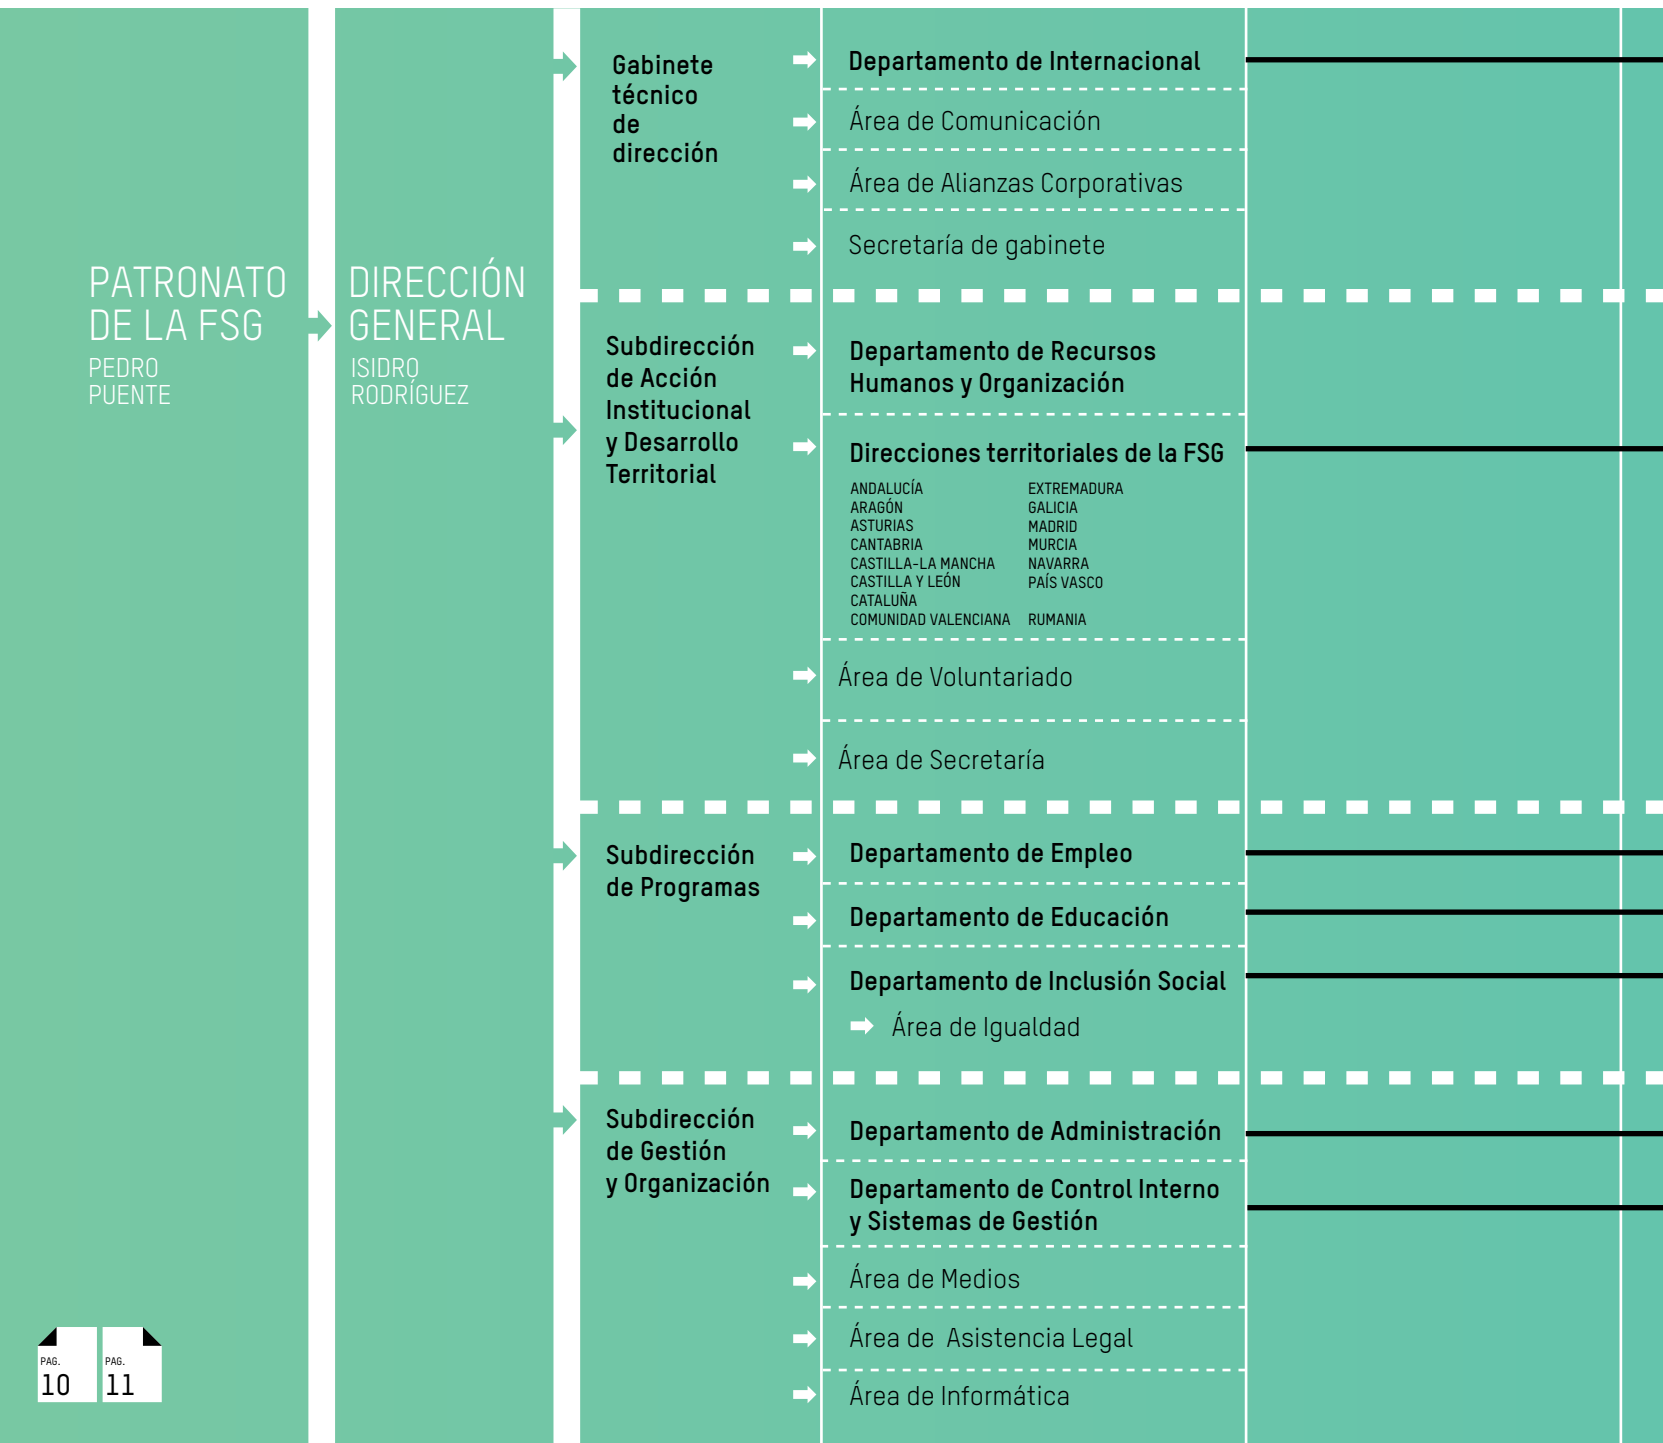 PATRONATO
DE LA FSG
PEDRO
PUENTE
DIRECCIÓN
GENERAL
ISIDRO
RODRÍGUEZ
Gabinete
técnico
de
dirección
Departamento de Internacional
Área de Comunicación
Área de Alianzas Corporativas
Secretaría de gabinete
Subdirección
de Acción
Institucional
y Desarrollo
Territorial
Departamento de Recursos
Humanos y Organización
Direcciones territoriales de la FSG
ANDALUCÍA
ARAGÓN
ASTURIAS
CANTABRIA
CASTILLA-LA MANCHA
CASTILLA Y LEÓN
CATALUÑA
COMUNIDAD VALENCIANA
EXTREMADURA
GALICIA
MADRID
MURCIA
NAVARRA
PAÍS VASCO
RUMANIA
Área de Voluntariado
Área de Secretaría
Subdirección
de Programas
Departamento de Empleo
Departamento de Educación
Departamento de Inclusión Social
Área de Igualdad
Subdirección
de Gestión
y Organización
Departamento de Administración
Departamento de Control Interno
y Sistemas de Gestión
Área de Medios
Área de Asistencia Legal
Área de Informática
PAG.
10
PAG.
11